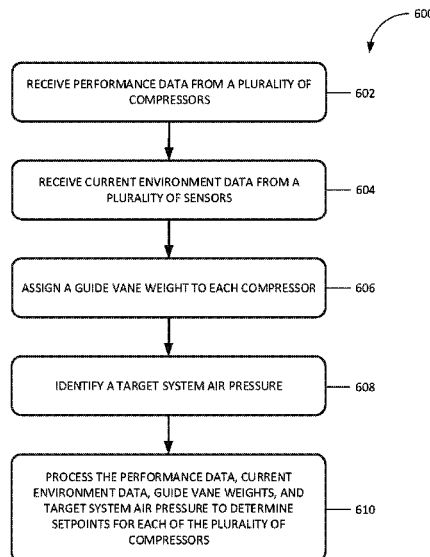 600
RECEIVE PERFORMANCE DATA FROM A PLURALITY OF
COMPRESSORS
602
RECEIVE CURRENT ENVIRONMENT DATA FROM A
PLURALITY OF SENSORS
604
ASSIGN A GUIDE VANE WEIGHT TO EACH COMPRESSOR
606
IDENTIFY A TARGET SYSTEM AIR PRESSURE
608
PROCESS THE PERFORMANCE DATA, CURRENT
ENVIRONMENT DATA, GUIDE VANE WEIGHTS, AND
TARGET SYSTEM AIR PRESSURE TO DETERMINE
SETPOINTS FOR EACH OF THE PLURALITY OF
COMPRESSORS
610